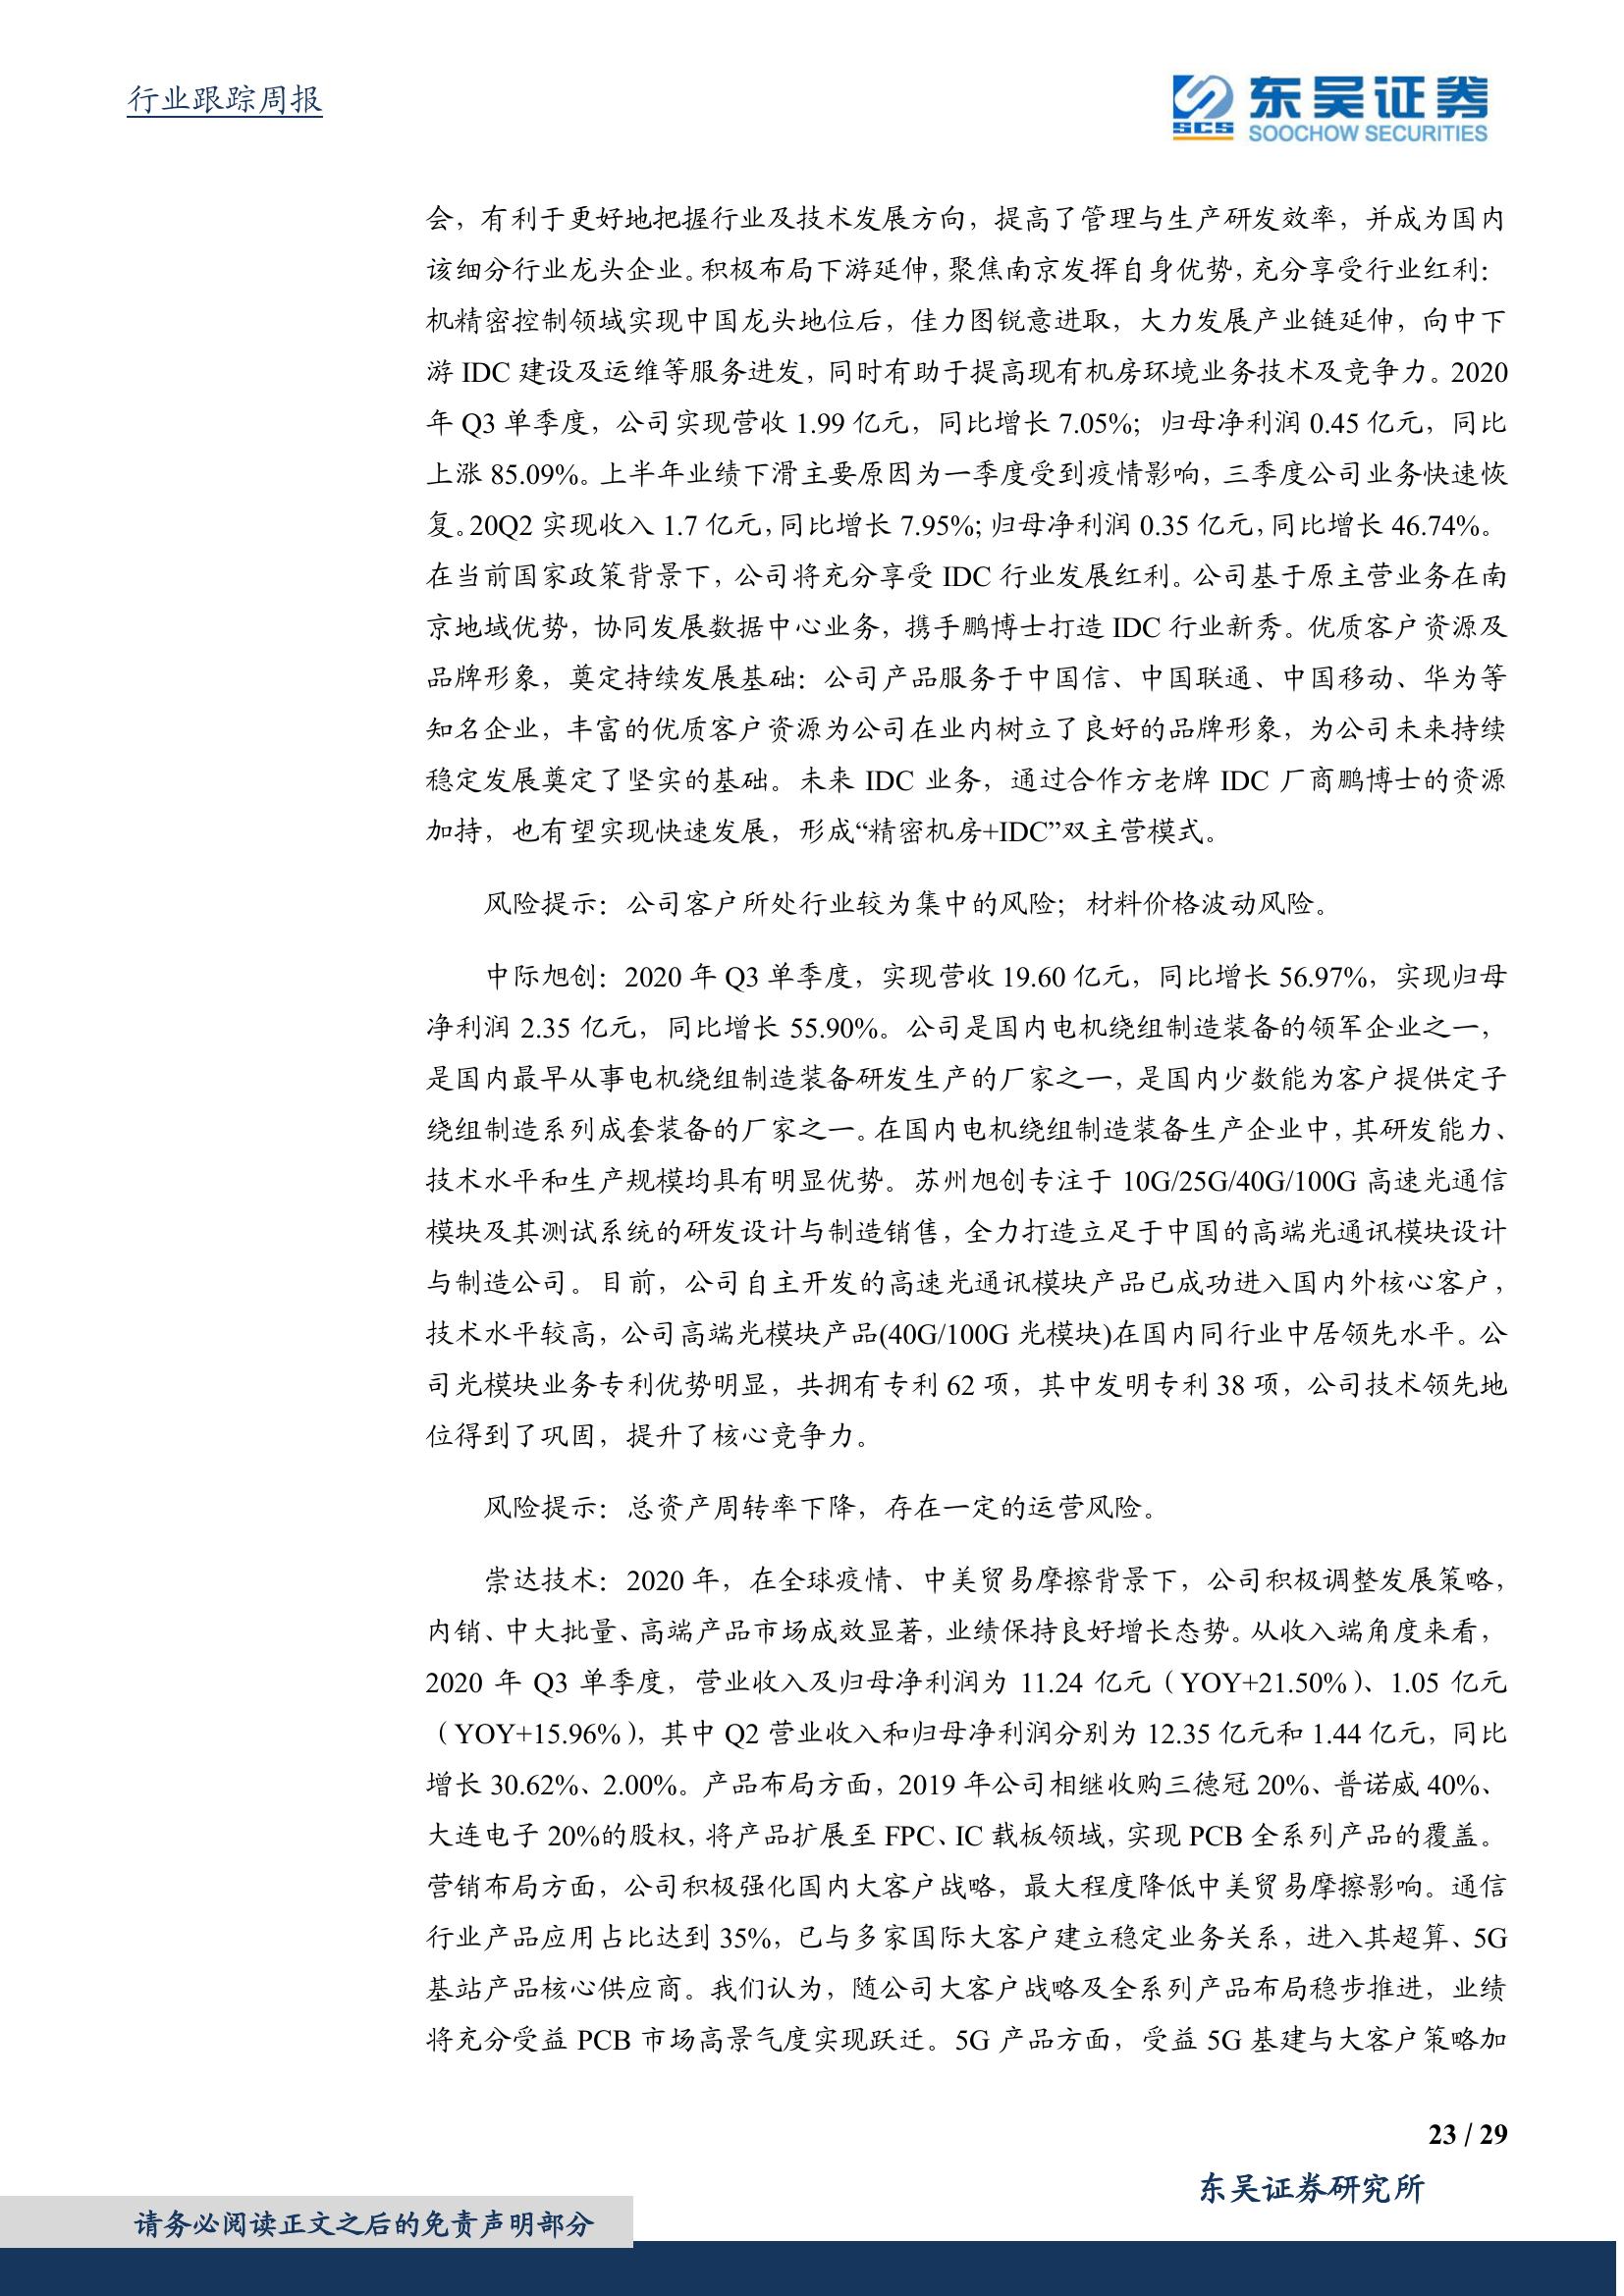 行业跟踪周报
SCS
东吴证券
SOOCHOW SECURITIES
会，有利于更好地把握行业及技术发展方向，提高了管理与生产研发效率，并成为国内
该细分行业龙头企业。积极布局下游延伸，聚焦南京发挥自身优势，充分享受行业红利：
机精密控制领域实现中国龙头地位后，佳力图锐意进取，大力发展产业链延伸，向中下
游 IDC 建设及运维等服务进发，同时有助于提高现有机房环境业务技术及竞争力。2020
年 Q3 单季度，公司实现营收 1.99 亿元，同比增长 7.05%；归母净利润 0.45 亿元，同比
上涨 85.09%。上半年业绩下滑主要原因为一季度受到疫情影响，三季度公司业务快速恢
复。20Q2 实现收入 1.7 亿元，同比增长 7.95%；归母净利润 0.35 亿元，同比增长 46.74%。
在当前国家政策背景下，公司将充分享受 IDC 行业发展红利。公司基于原主营业务在南
京地域优势，协同发展数据中心业务，携手鹏博士打造 IDC 行业新秀。优质客户资源及
品牌形象，奠定持续发展基础：公司产品服务于中国信、中国联通、中国移动、华为等
知名企业，丰富的优质客户资源为公司在业内树立了良好的品牌形象，为公司未来持续
稳定发展奠定了坚实的基础。未来 IDC 业务，通过合作方老牌 IDC 厂商鹏博士的资源
加持，也有望实现快速发展，形成“精密机房+IDC”双主营模式。
风险提示：公司客户所处行业较为集中的风险；材料价格波动风险。
中际旭创：2020 年 Q3 单季度，实现营收 19.60 亿元，同比增长 56.97%，实现归母
净利润 2.35 亿元，同比增长 55.90%。公司是国内电机绕组制造装备的领军企业之一，
是国内最早从事电机绕组制造装备研发生产的厂家之一，是国内少数能为客户提供定子
绕组制造系列成套装备的厂家之一。在国内电机绕组制造装备生产企业中，其研发能力、
技术水平和生产规模均具有明显优势。苏州旭创专注于 10G/25G/40G/100G 高速光通信
模块及其测试系统的研发设计与制造销售，全力打造立足于中国的高端光通讯模块设计
与制造公司。目前，公司自主开发的高速光通讯模块产品已成功进入国内外核心客户，
技术水平较高，公司高端光模块产品(40G/100G 光模块)在国内同行业中居领先水平。公
司光模块业务专利优势明显，共拥有专利 62 项，其中发明专利 38 项，公司技术领先地
位得到了巩固，提升了核心竞争力。
风险提示：总资产周转率下降，存在一定的运营风险。
崇达技术：2020 年，在全球疫情、中美贸易摩擦背景下，公司积极调整发展策略，
内销、中大批量、高端产品市场成效显著，业绩保持良好增长态势。从收入端角度来看，
2020 年 Q3 单季度，营业收入及归母净利润为 11.24 亿元（YOY+21.50%）、1.05 亿元
（YOY+15.96%），其中 Q2 营业收入和归母净利润分别为 12.35 亿元和 1.44 亿元，同比
增长 30.62%、2.00%。产品布局方面，2019 年公司相继收购三德冠 20%、普诺威 40%、
大连电子 20%的股权，将产品扩展至 FPC、IC 载板领域，实现 PCB 全系列产品的覆盖。
营销布局方面，公司积极强化国内大客户战略，最大程度降低中美贸易摩擦影响。通信
行业产品应用占比达到 35%，已与多家国际大客户建立稳定业务关系，进入其超算、5G
基站产品核心供应商。我们认为，随公司大客户战略及全系列产品布局稳步推进，业绩
将充分受益 PCB 市场高景气度实现跃迁。5G 产品方面，受益 5G 基建与大客户策略加
23 / 29
东吴证券研究所
请务必阅读正文之后的免责声明部分